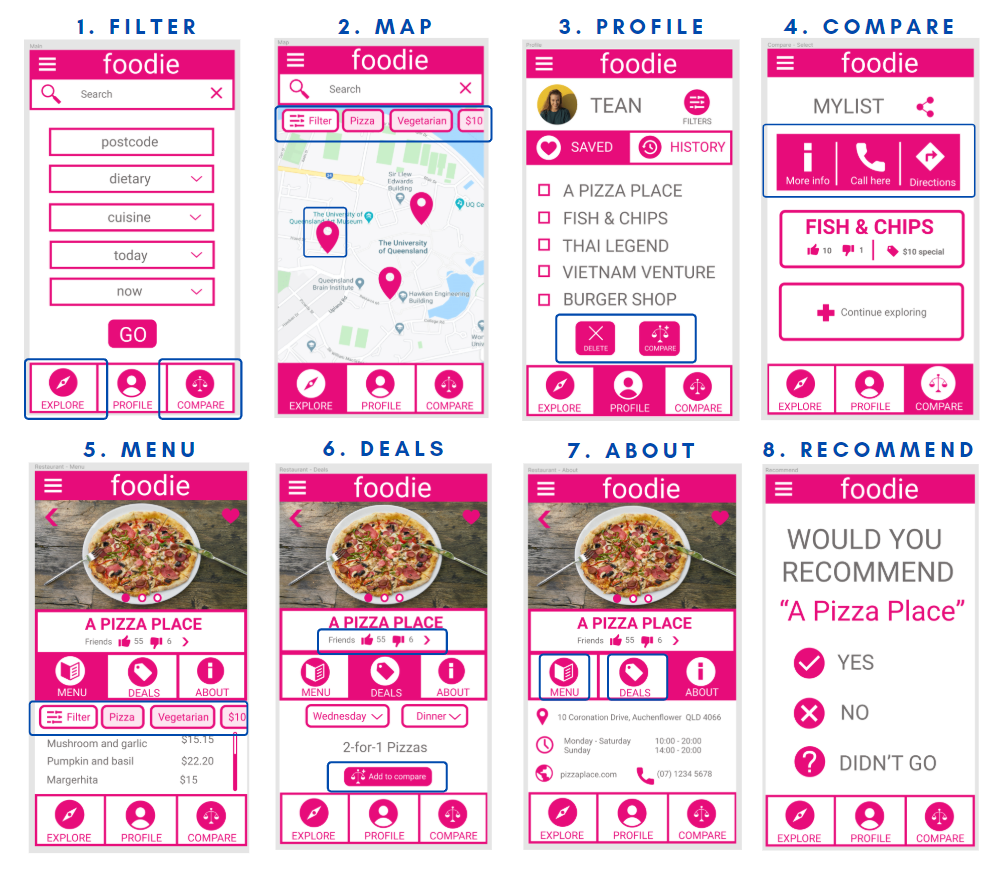 1. FILTER
Main
foodie
Search
postcode
dietary
cuisine
today
now
GO
EXPLORE
PROFILE
COMPARE
2. MAP
Map
foodie
Search
Filter
Pizza
Vegetarian
$10
Sir Llew
Edwards
Building
The University of
Queensland Art Museum
UQ Ce
The University
of Queensland
Queensland
Brain Institute
Hawken Engineering
Building
Upland Rd
College Rd
EXPLORE
PROFILE
COMPARE
3. PROFILE
Profile
foodie
TEAN
FILTERS
SAVED
HISTORY
A PIZZA PLACE
FISH & CHIPS
THAI LEGEND
VIETNAM VENTURE
BURGER SHOP
DELETE
COMPARE
EXPLORE
PROFILE
COMPARE
4. COMPARE
Compare - Select
foodie
MYLIST
More info
Call here
Directions
FISH & CHIPS
10
1
$10 special
Continue exploring
EXPLORE
PROFILE
COMPARE
5. MENU
Restaurant - Menu
foodie
A PIZZA PLACE
Friends 55 6
MENU
DEALS
ABOUT
Filter
Pizza
Vegetarian
$10
Mushroom and garlic $15.15
Pumpkin and basil $22.20
Margerhita $15
EXPLORE
PROFILE
COMPARE
6. DEALS
Restaurant - Deals
foodie
A PIZZA PLACE
Friends 55 6
MENU
DEALS
ABOUT
Wednesday
Dinner
2-for-1 Pizzas
Add to compare
EXPLORE
PROFILE
COMPARE
7. ABOUT
Restaurant - About
foodie
A PIZZA PLACE
Friends 55 6
MENU
DEALS
ABOUT
10 Coronation Drive, Auchenflower QLD 4066
Monday - Saturday 10:00 - 20:00
Sunday 14:00 - 20:00
pizzaplace.com
(07) 1234 5678
EXPLORE
PROFILE
COMPARE
8. RECOMMEND
Recommend
foodie
WOULD YOU
RECOMMEND
“A Pizza Place”
YES
NO
DIDN'T GO
EXPLORE
PROFILE
COMPARE